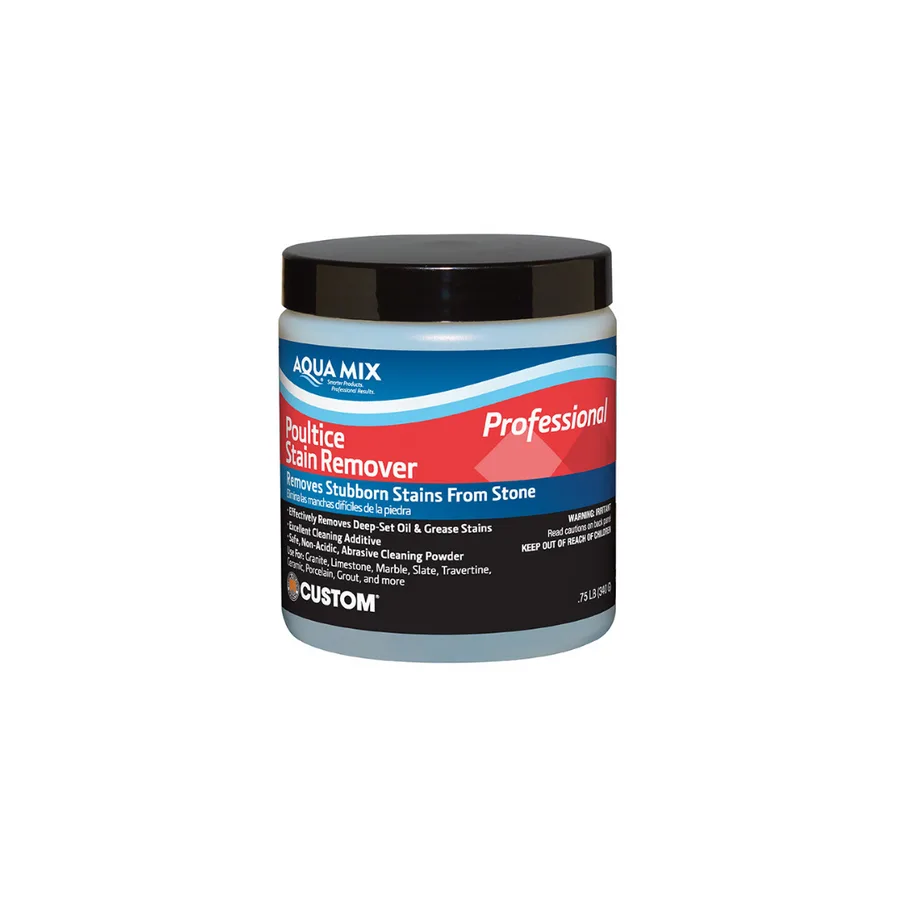 AQUA MIX®
Smarter Products.
Professional Results.
Professional
Poultice
Stain Remover
Removes Stubborn Stains From Stone
Elimina las manchas difíciles de la piedra
· Effectively Removes Deep-Set Oil & Grease Stains
· Excellent Cleaning Additive
· Safe, Non-Acidic, Abrasive Cleaning Powder
Use For: Granite, Limestone, Marble, Slate, Travertine,
Ceramic, Porcelain, Grout, and more
WARNING: IRRITANT
Read cautions on back panel
KEEP OUT OF REACH OF CHILDREN
CUSTOM®
.75 LB (340 G)